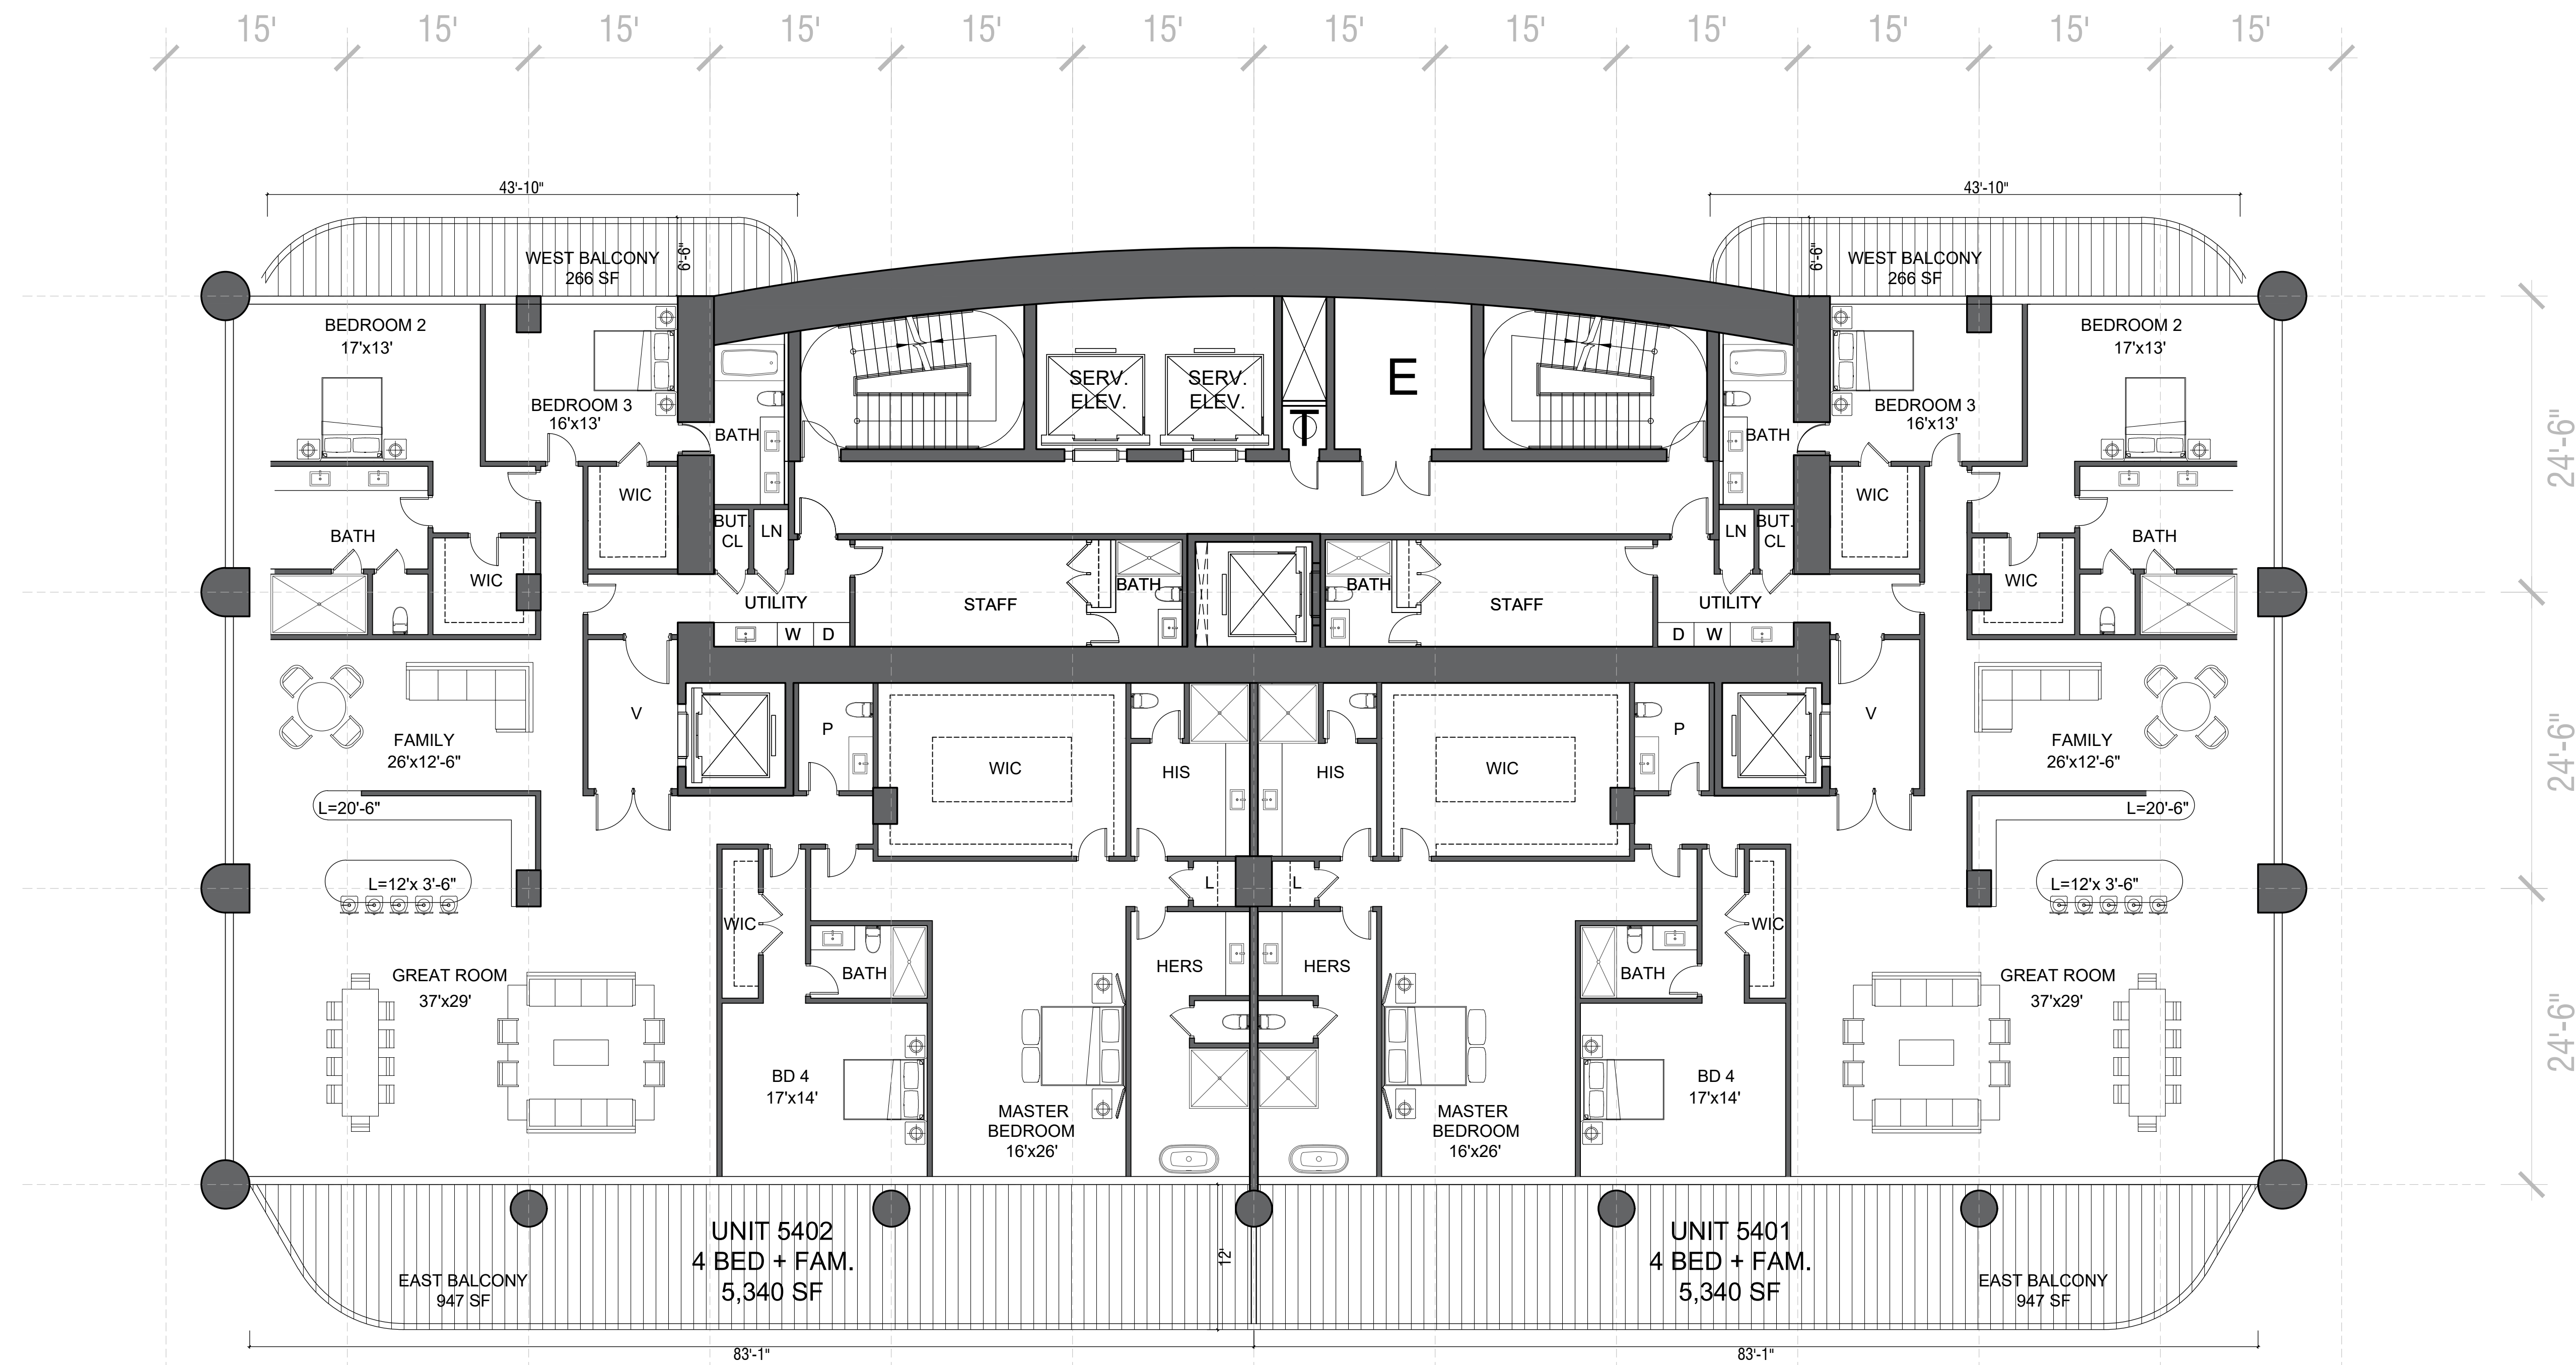 15' 15' 15' 15' 15' 15' 15' 15' 15' 15' 15' 15'
43'-10" 43'-10"
WEST BALCONY
266 SF
6'-6"
6'-6"
WEST BALCONY
266 SF
BEDROOM 2
17'x13'
BEDROOM 3
16'x13'
BATH
SERV.
ELEV.
SERV.
ELEV.
T
E
BATH
BEDROOM 3
16'x13'
BEDROOM 2
17'x13'
24'-6"
BATH
WIC
WIC
BUT.
CL
LN
UTILITY
W D
STAFF
BATH
BATH
STAFF
LN
BUT.
CL
UTILITY
D W
WIC
WIC
BATH
FAMILY
26'x12'-6"
V
P
WIC
HIS
HIS
WIC
P
V
FAMILY
26'x12'-6"
24'-6"
L=20'-6"
L=20'-6"
L=12'x 3'-6"
L
L
L=12'x 3'-6"
WIC
BATH
HERS
HERS
BATH
WIC
GREAT ROOM
37'x29'
GREAT ROOM
37'x29'
24'-6"
BD 4
17'x14'
MASTER
BEDROOM
16'x26'
MASTER
BEDROOM
16'x26'
BD 4
17'x14'
UNIT 5402
4 BED + FAM.
5,340 SF
12'
UNIT 5401
4 BED + FAM.
5,340 SF
EAST BALCONY
947 SF
EAST BALCONY
947 SF
83'-1" 83'-1"